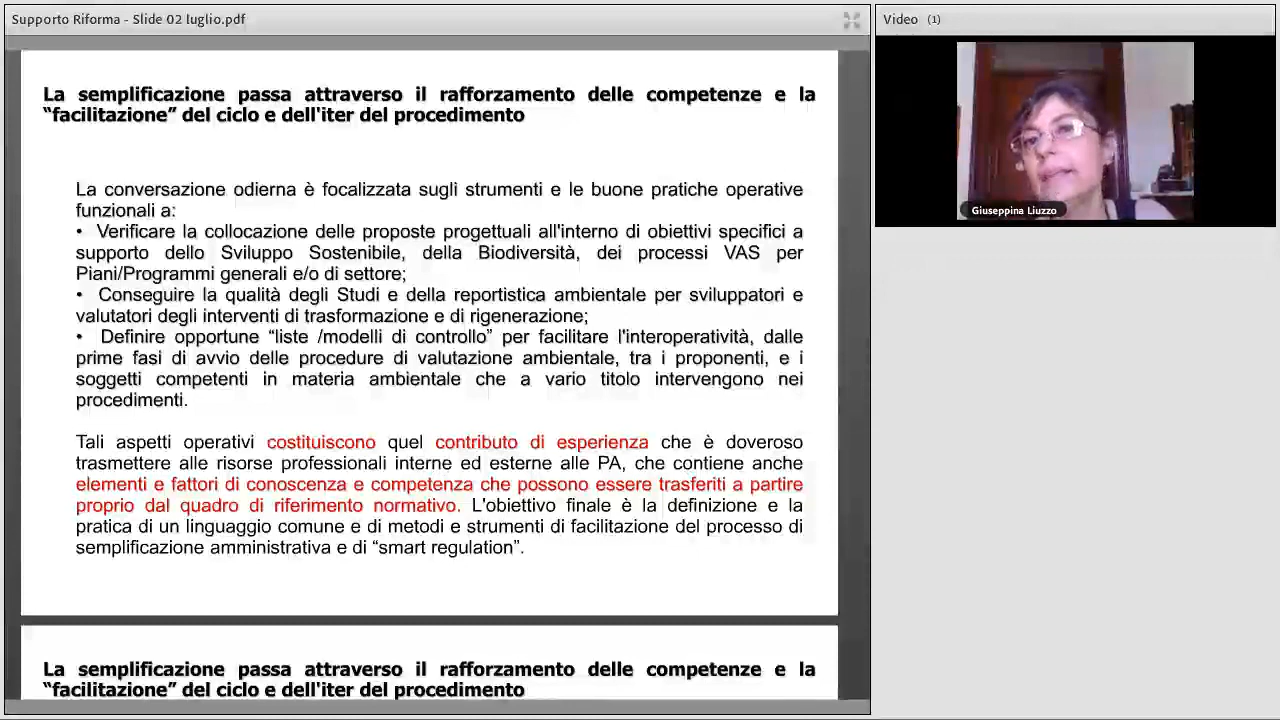 Supporto Riforma - Slide 02 luglio.pdf
Video (1)
Giuseppina Liuzzo
La semplificazione passa attraverso il rafforzamento delle competenze e la
“facilitazione” del ciclo e dell'iter del procedimento
La conversazione odierna è focalizzata sugli strumenti e le buone pratiche operative
funzionali a:
• Verificare la collocazione delle proposte progettuali all'interno di obiettivi specifici a
supporto dello Sviluppo Sostenibile, della Biodiversità, dei processi VAS per
Piani/Programmi generali e/o di settore;
• Conseguire la qualità degli Studi e della reportistica ambientale per sviluppatori e
valutatori degli interventi di trasformazione e di rigenerazione;
• Definire opportune “liste /modelli di controllo” per facilitare l'interoperatività, dalle
prime fasi di avvio delle procedure di valutazione ambientale, tra i proponenti, e i
soggetti competenti in materia ambientale che a vario titolo intervengono nei
procedimenti.
Tali aspetti operativi costituiscono quel contributo di esperienza che è doveroso
trasmettere alle risorse professionali interne ed esterne alle PA, che contiene anche
elementi e fattori di conoscenza e competenza che possono essere trasferiti a partire
proprio dal quadro di riferimento normativo. L'obiettivo finale è la definizione e la
pratica di un linguaggio comune e di metodi e strumenti di facilitazione del processo di
semplificazione amministrativa e di “smart regulation”.
La semplificazione passa attraverso il rafforzamento delle competenze e la
“facilitazione” del ciclo e dell'iter del procedimento